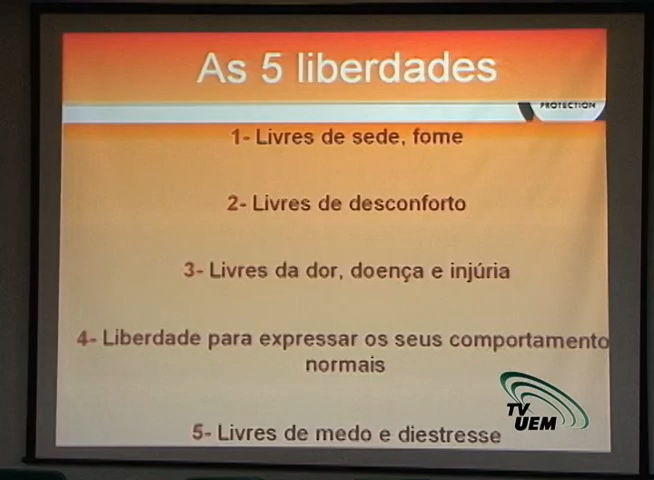 As 5 liberdades
PROTECTION
1- Livres de sede, fome
2- Livres de desconforto
3- Livres da dor, doença e injúria
4- Liberdade para expressar os seus comportamento
normais
5- Livres de medo e diestresse
TV
UEM